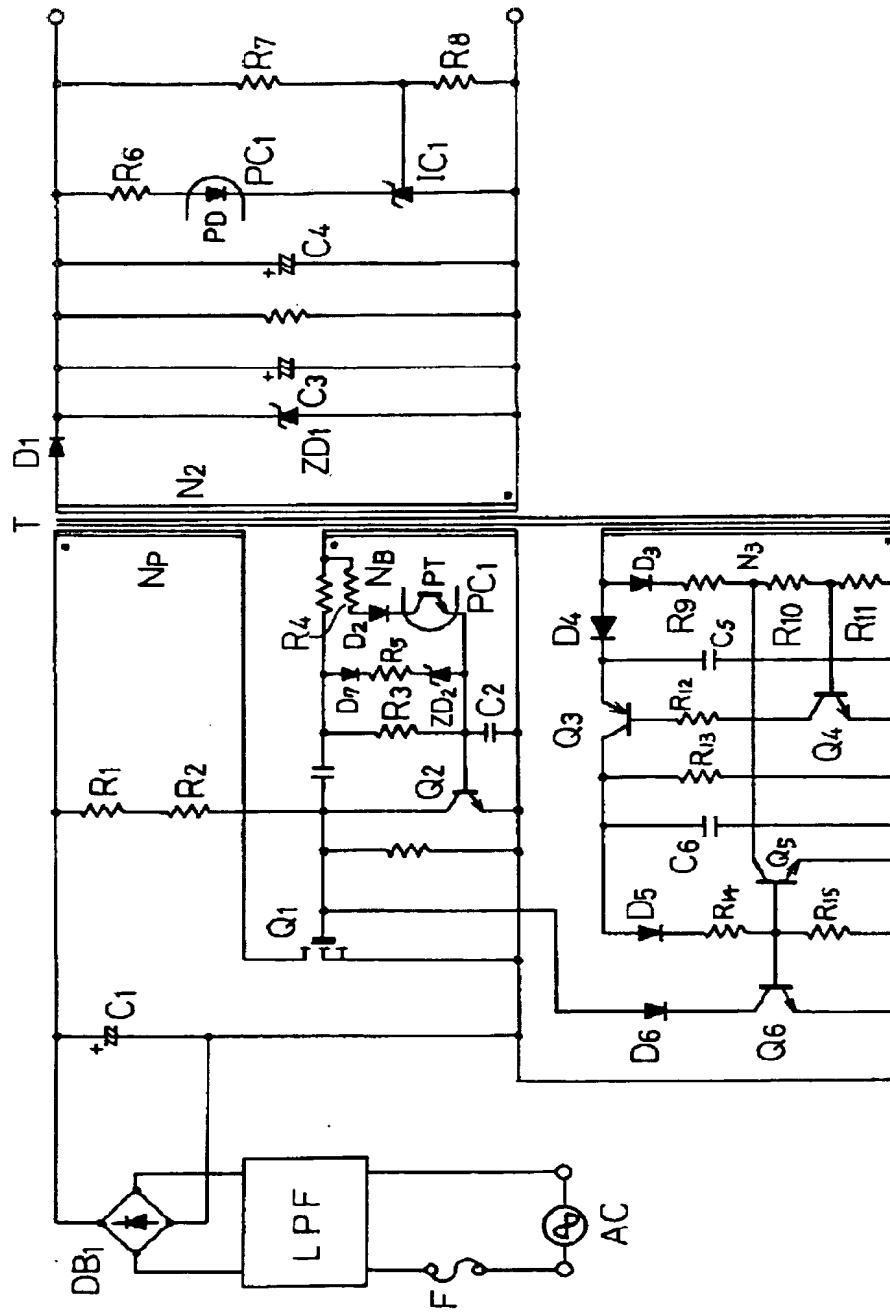 T
D1
NP
N2
R1
R2
R4
NB
D2
PT
PC1
D7
R5
ZD2
R3
C2
Q2
Q1
C1
+
DB1
LPF
F
AC
ZD1
C3
+
C4
+
R6
PD
PC1
IC1
R7
R8
D4
D3
N3
R9
R10
R11
C5
Q3
R12
R13
Q4
C6
Q5
D5
R14
R15
D6
Q6